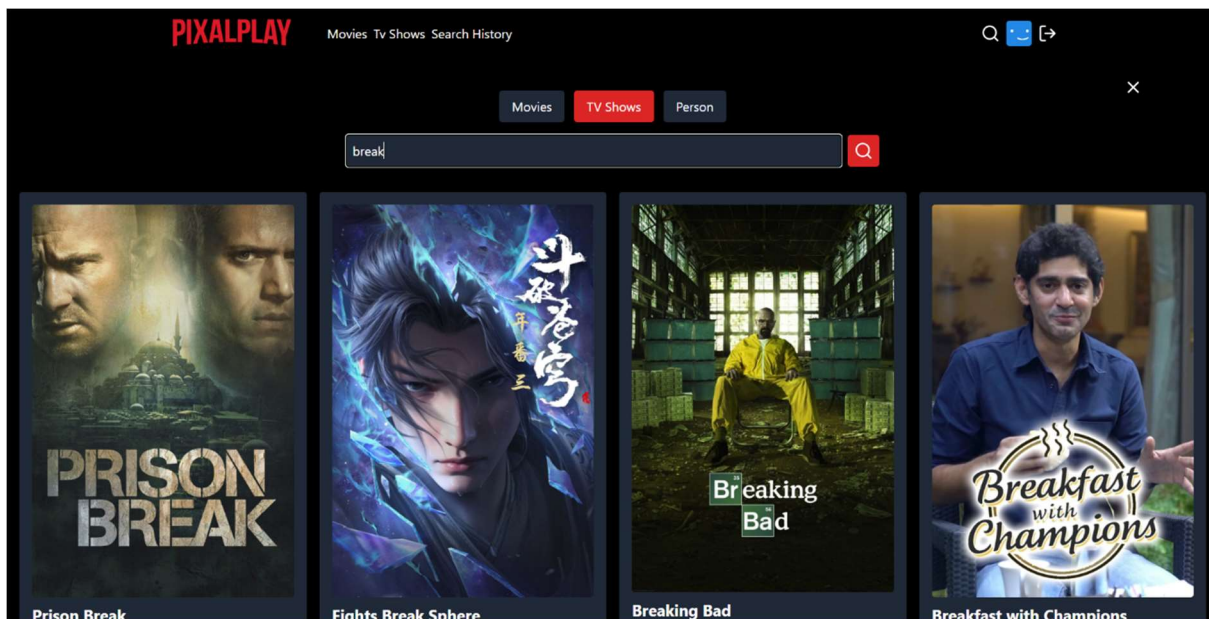 PIXALPLAY
Movies Tv Shows Search History
Movies TV Shows Person
break
PRISON
BREAK
斗破苍穹
年番三
Breaking
Bad
Breakfast
with
Champions
Prison Break
Fights Break Sphere
Breaking Bad
Breakfast with Champions